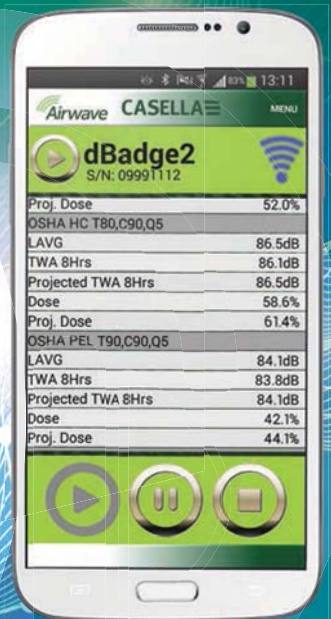 83% 13:11
Airwave CASELLA MENU
dBadge2
S/N: 09991112
Proj. Dose 52.0%
OSHA HC T80,C90,Q5
LAVG 86.5dB
TWA 8Hrs 86.1dB
Projected TWA 8Hrs 86.5dB
Dose 58.6%
Proj. Dose 61.4%
OSHA PEL T90,C90,Q5
LAVG 84.1dB
TWA 8Hrs 83.8dB
Projected TWA 8Hrs 84.1dB
Dose 42.1%
Proj. Dose 44.1%